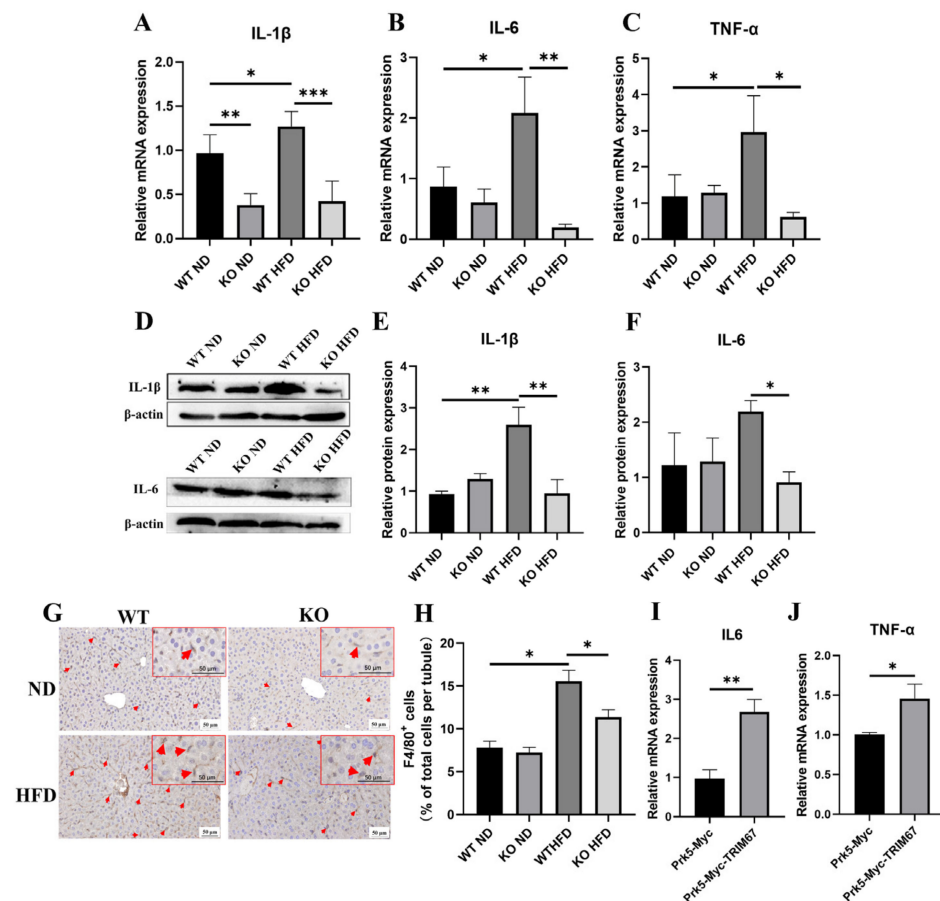 A
IL-1β
Relative mRNA expression
2.0
1.5
1.0
0.5
0.0
*
**
***
WT ND
KO ND
WT HFD
KO HFD
B
IL-6
Relative mRNA expression
3
2
1
0
*
**
WT ND
KO ND
WT HFD
KO HFD
C
TNF-α
Relative mRNA expression
5
4
3
2
1
0
*
*
WT ND
KO ND
WT HFD
KO HFD
D
WT ND
KO ND
WT HFD
KO HFD
IL-1β
β-actin
WT ND
KO ND
WT HFD
KO HFD
IL-6
β-actin
E
IL-1β
Relative protein expression
4
3
2
1
0
**
**
WT ND
KO ND
WT HFD
KO HFD
F
IL-6
Relative protein expression
3
2
1
0
*
WT ND
KO ND
WT HFD
KO HFD
G
WT
KO
ND
50 μm
50 μm
50 μm
50 μm
HFD
50 μm
50 μm
50 μm
50 μm
H
F4/80+ cells
(% of total cells per tubule)
20
15
10
5
0
*
*
WT ND
KO ND
WTHFD
KO HFD
I
IL6
Relative mRNA expression
4
3
2
1
0
**
Prk5-Myc
Prk5-Myc-TRIM67
J
TNF-α
Relative mRNA expression
2.0
1.5
1.0
0.5
0.0
*
Prk5-Myc
Prk5-Myc-TRIM67